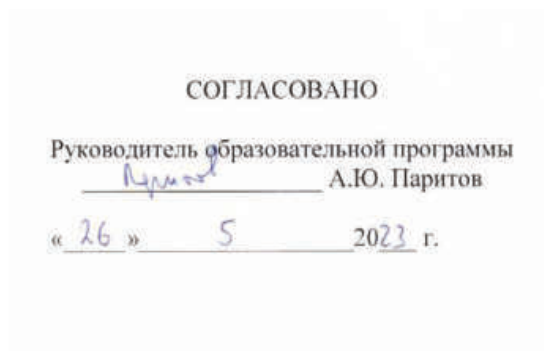 СОГЛАСОВАНО
Руководитель образовательной программы
А.Ю. Паритов
« 26 » 5 2023 г.